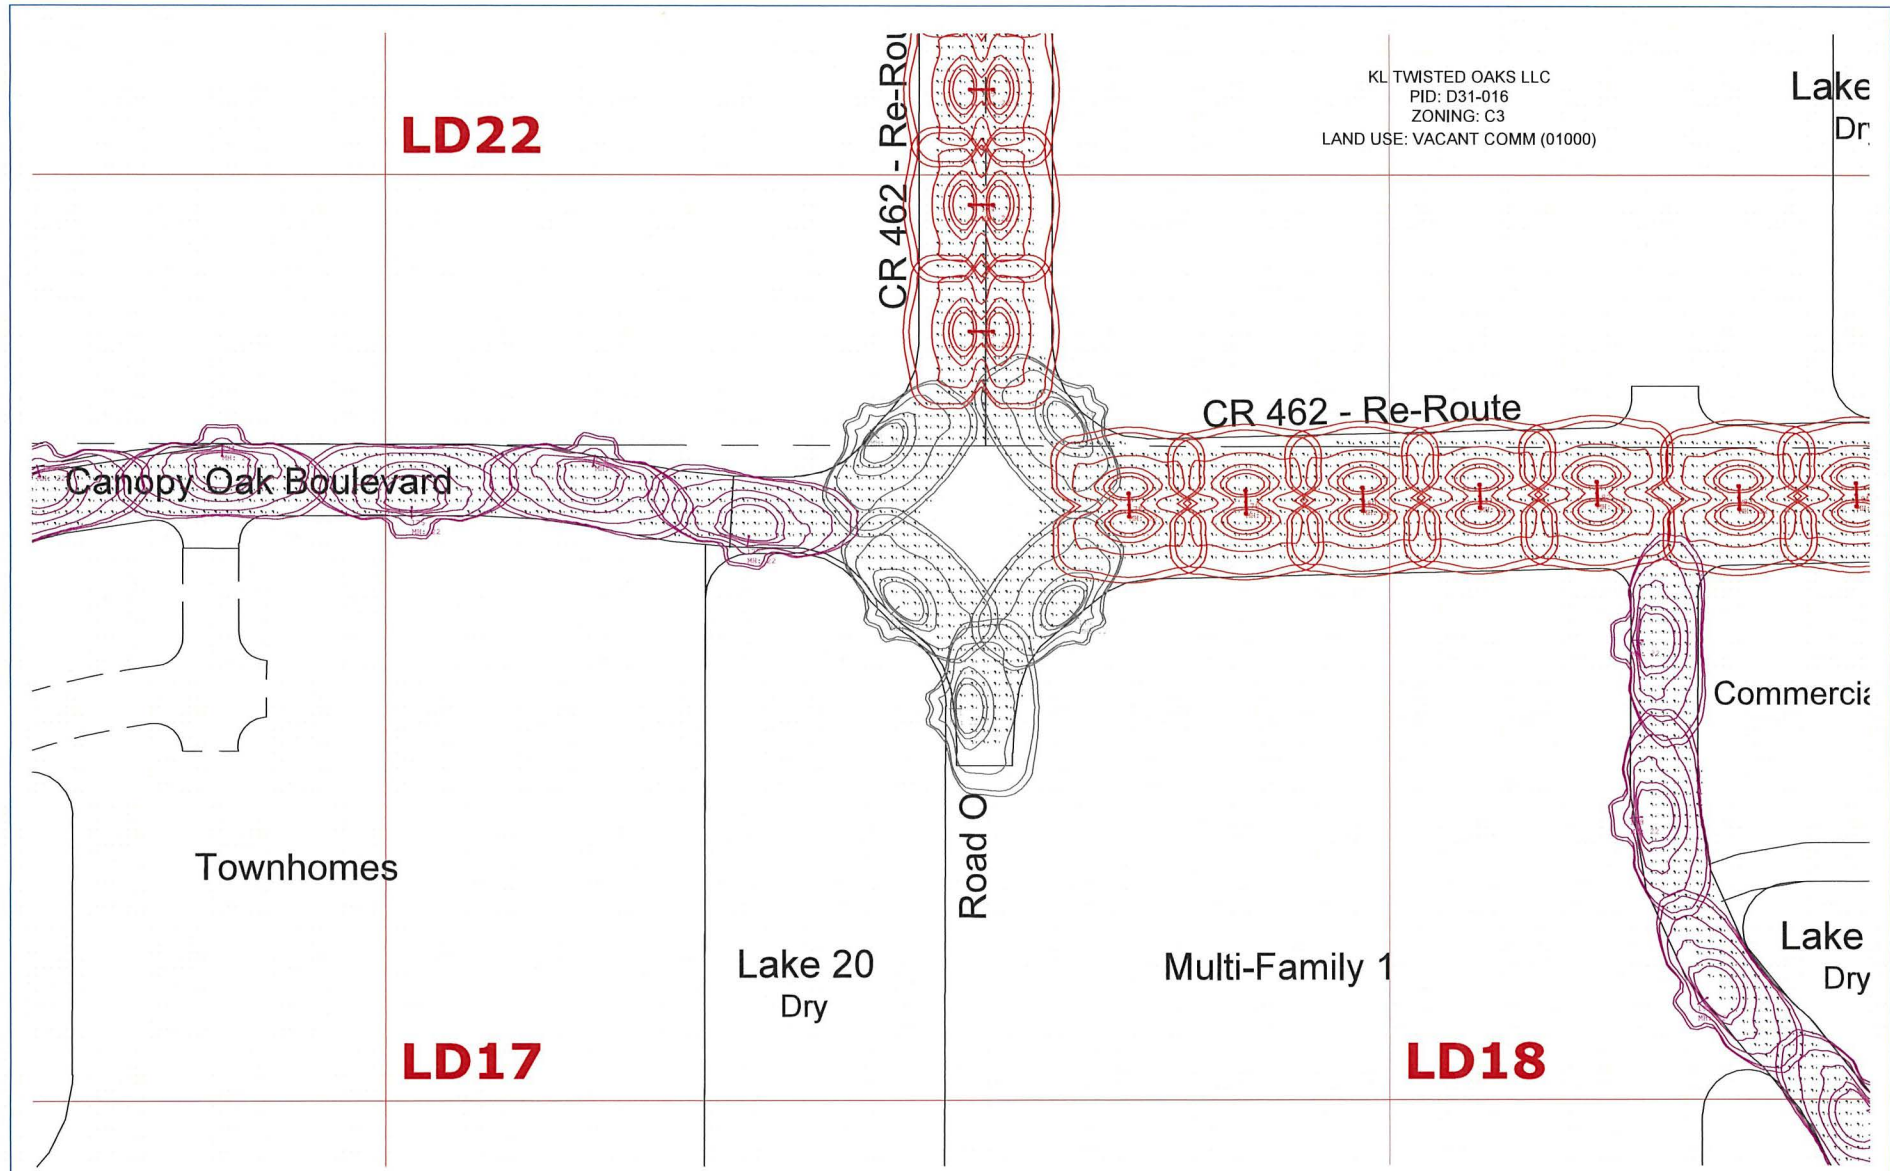 CR 462 - Re-Rou
KL TWISTED OAKS LLC
PID: D31-016
ZONING: C3
LAND USE: VACANT COMM (01000)
Lake
LD22
CR 462 - Re-Route
Canopy Oak Boulevard
Commercia
Road O
Townhomes
Lake 20
Dry
Multi-Family 1
Lake
Dry
LD17
LD18